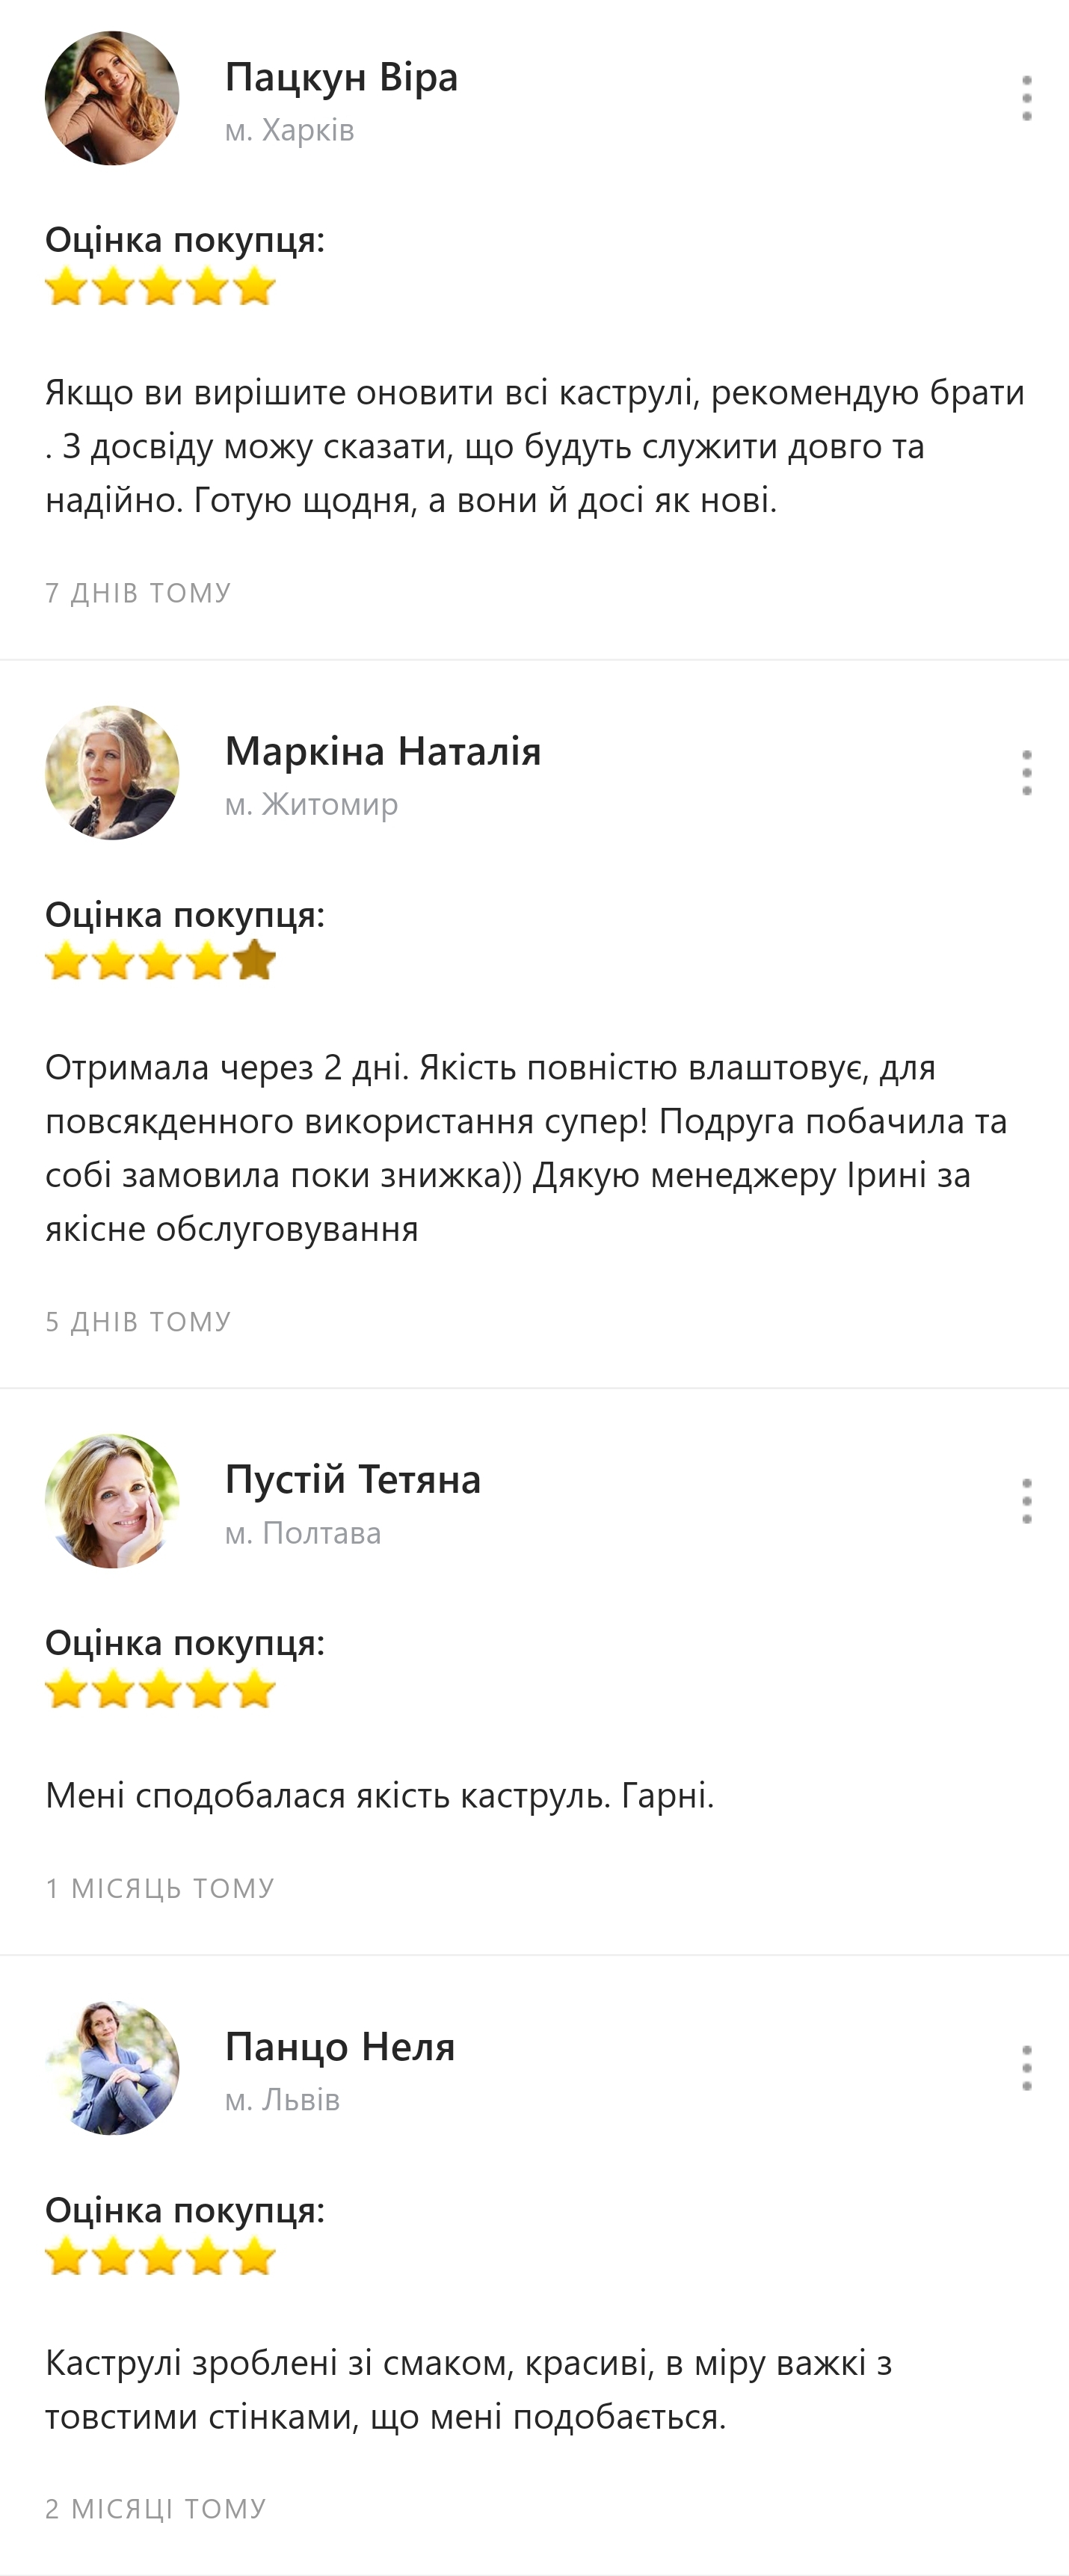 Пацкун Віра
м. Харків
Оцінка покупця:
Якщо ви вирішите оновити всі каструлі, рекомендую брати
. З досвіду можу сказати, що будуть служити довго та
надійно. Готую щодня, а вони й досі як нові.
7 ДНІВ ТОМУ
Маркіна Наталія
м. Житомир
Оцінка покупця:
Отримала через 2 дні. Якість повністю влаштовує, для
повсякденного використання супер! Подруга побачила та
собі замовила поки знижка)) Дякую менеджеру Ірині за
якісне обслуговування
5 ДНІВ ТОМУ
Пустій Тетяна
м. Полтава
Оцінка покупця:
Мені сподобалася якість каструль. Гарні.
1 МІСЯЦЬ ТОМУ
Панцо Неля
м. Львів
Оцінка покупця:
Каструлі зроблені зі смаком, красиві, в міру важкі з
товстими стінками, що мені подобається.
2 МІСЯЦІ ТОМУ